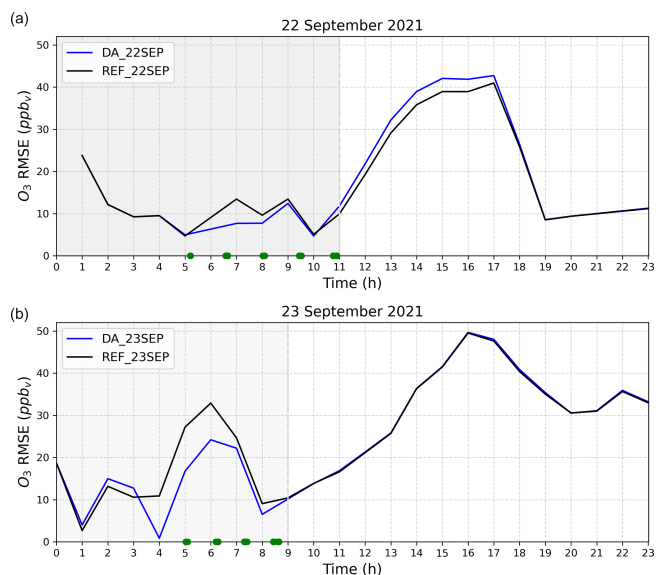 (a)
22 September 2021
DA_22SEP
REF_22SEP
O3 RMSE (ppbv)
50
40
30
20
10
0
0 1 2 3 4 5 6 7 8 9 10 11 12 13 14 15 16 17 18 19 20 21 22 23
Time (h)
(b)
23 September 2021
DA_23SEP
REF_23SEP
O3 RMSE (ppbv)
50
40
30
20
10
0
0 1 2 3 4 5 6 7 8 9 10 11 12 13 14 15 16 17 18 19 20 21 22 23
Time (h)